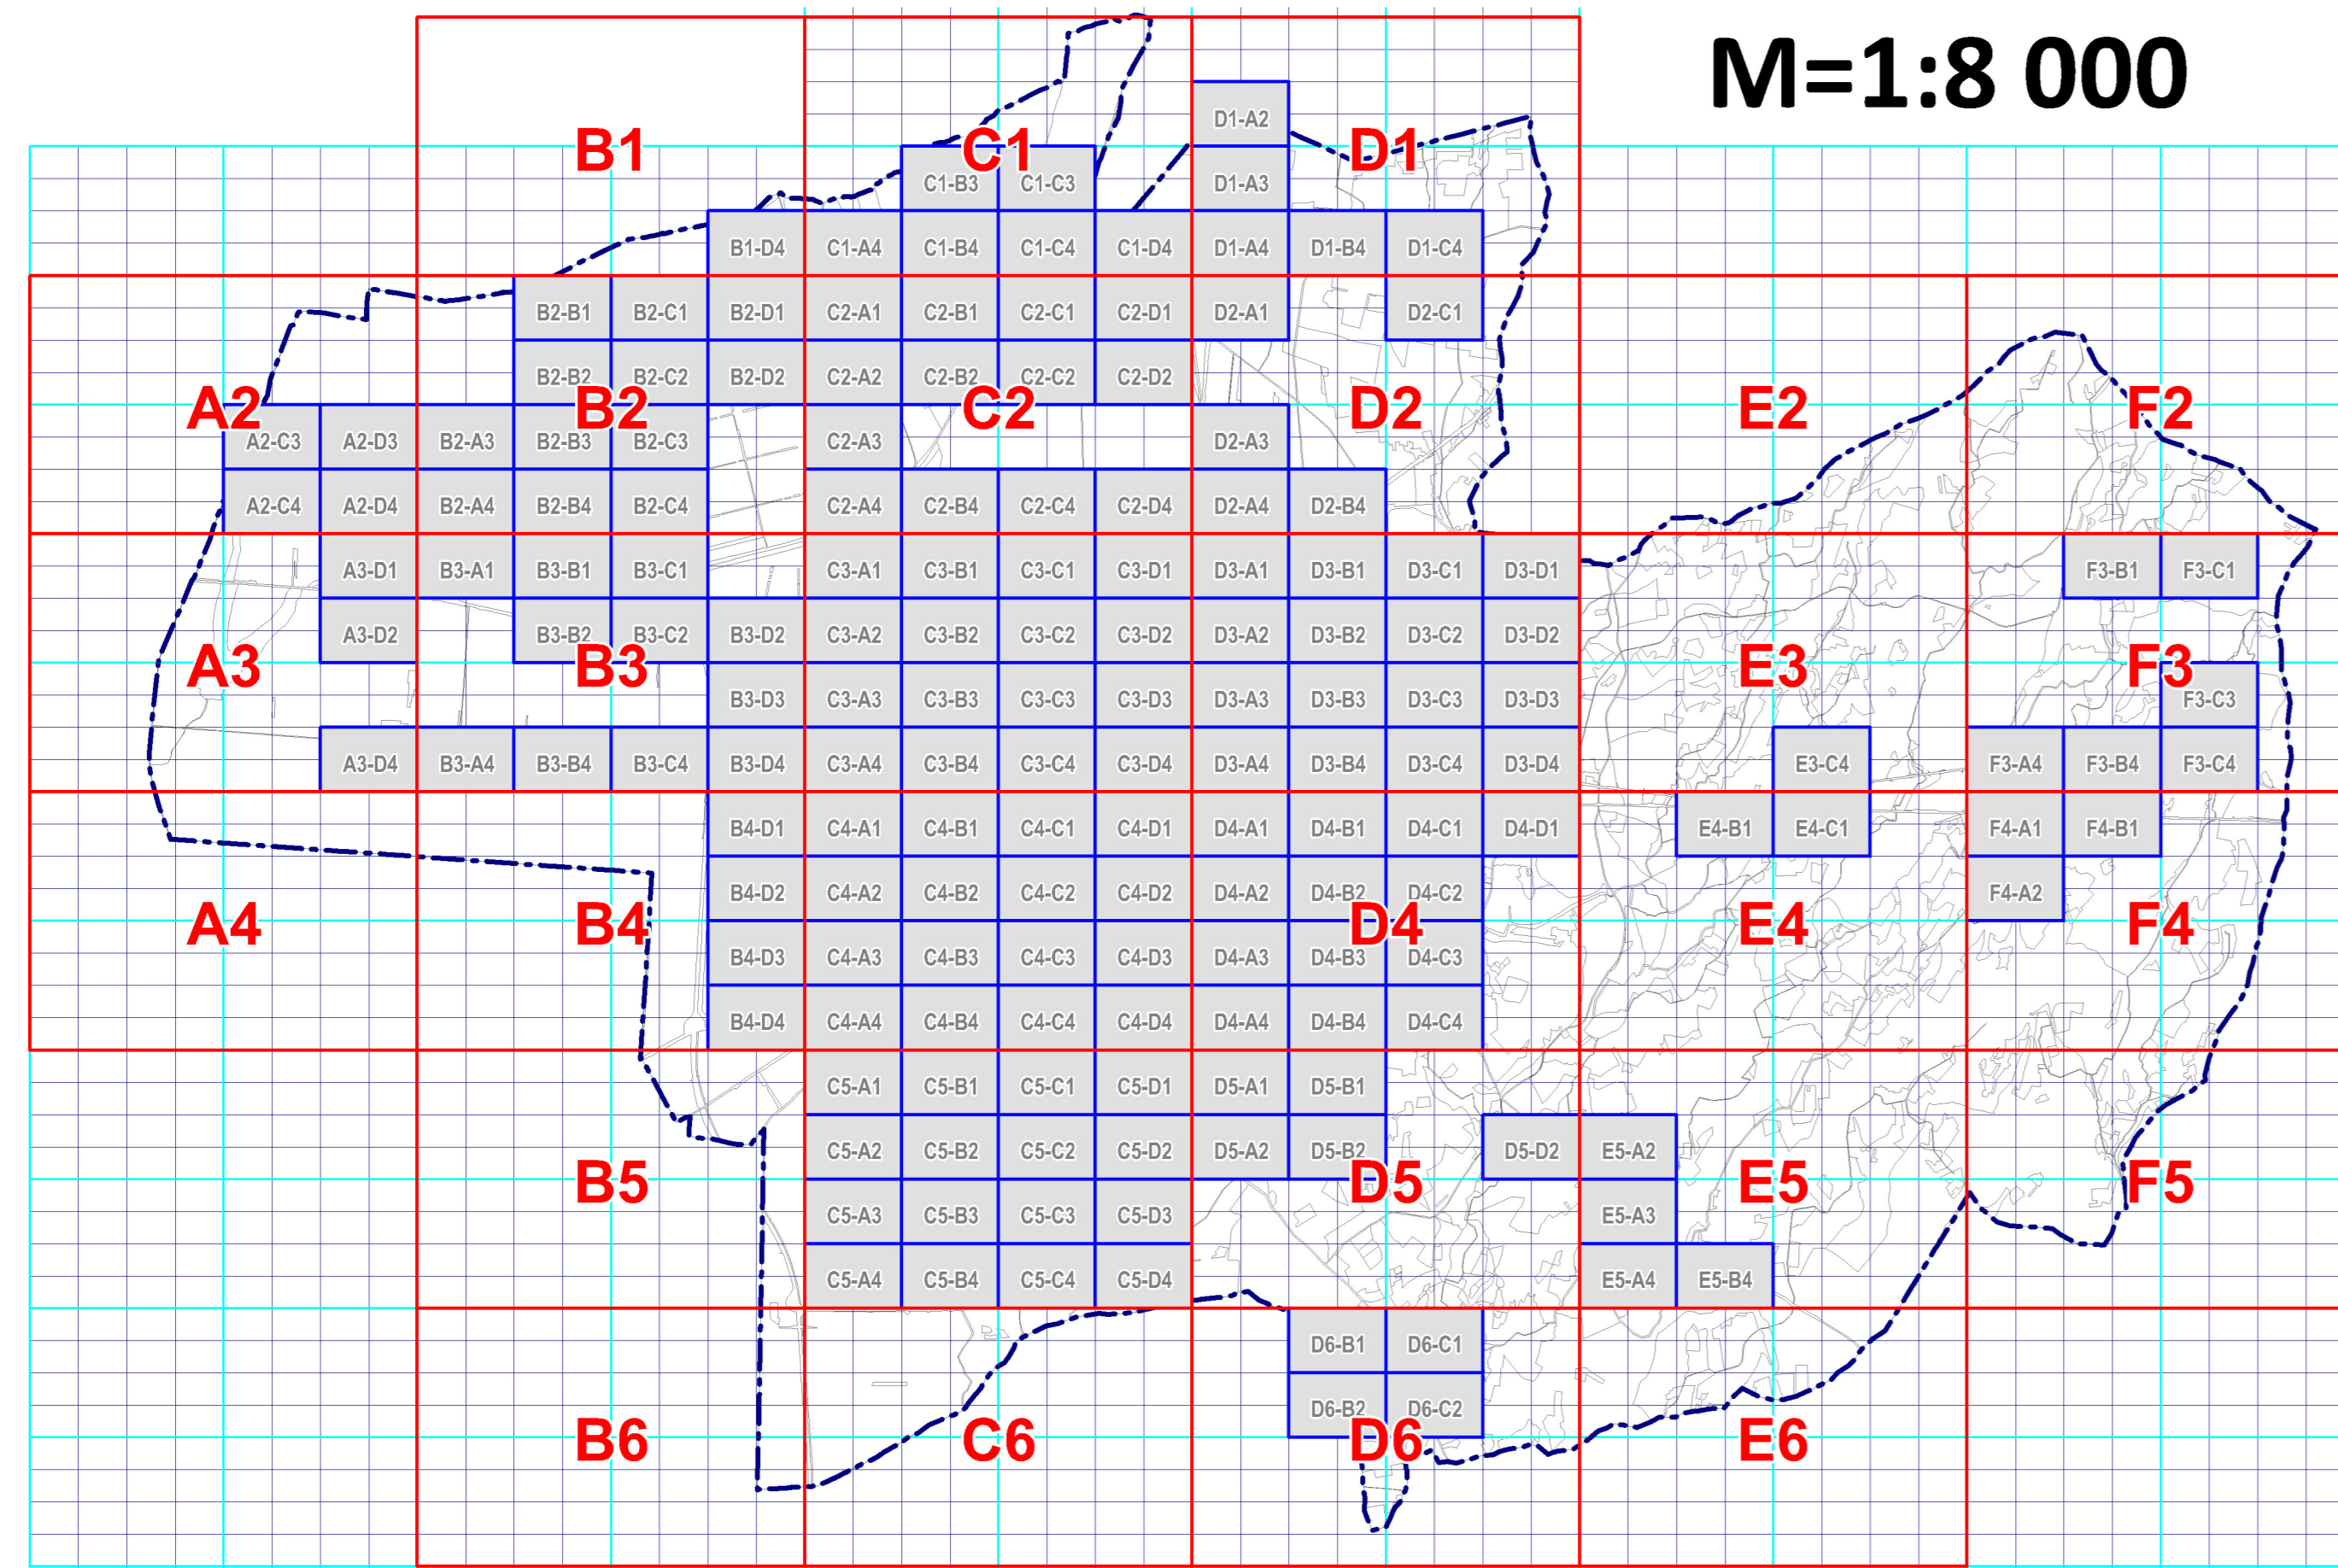 M=1:8 000
D1-A2
B1 C1 D1
C1-B3 C1-C3 D1-A3
B1-D4 C1-A4 C1-B4 C1-C4 C1-D4 D1-A4 D1-B4 D1-C4
B2-B1 B2-C1 B2-D1 C2-A1 C2-B1 C2-C1 C2-D1 D2-A1 D2-C1
B2-B2 B2-C2 B2-D2 C2-A2 C2-B2 C2-C2 C2-D2
A2 B2 C2 D2 E2 F2
A2-C3 A2-D3 B2-A3 B2-B3 B2-C3 C2-A3 D2-A3
A2-C4 A2-D4 B2-A4 B2-B4 B2-C4 C2-A4 C2-B4 C2-C4 C2-D4 D2-A4 D2-B4
A3-D1 B3-A1 B3-B1 B3-C1 C3-A1 C3-B1 C3-C1 C3-D1 D3-A1 D3-B1 D3-C1 D3-D1 F3-B1 F3-C1
A3-D2 B3-B2 B3-C2 B3-D2 C3-A2 C3-B2 C3-C2 C3-D2 D3-A2 D3-B2 D3-C2 D3-D2
A3 B3 E3 F3
B3-D3 C3-A3 C3-B3 C3-C3 C3-D3 D3-A3 D3-B3 D3-C3 D3-D3 F3-C3
A3-D4 B3-A4 B3-B4 B3-C4 B3-D4 C3-A4 C3-B4 C3-C4 C3-D4 D3-A4 D3-B4 D3-C4 D3-D4 E3-C4 F3-A4 F3-B4 F3-C4
B4-D1 C4-A1 C4-B1 C4-C1 C4-D1 D4-A1 D4-B1 D4-C1 D4-D1 E4-B1 E4-C1 F4-A1 F4-B1
B4-D2 C4-A2 C4-B2 C4-C2 C4-D2 D4-A2 D4-B2 D4-C2 F4-A2
A4 B4 D4 E4 F4
B4-D3 C4-A3 C4-B3 C4-C3 C4-D3 D4-A3 D4-B3 D4-C3
B4-D4 C4-A4 C4-B4 C4-C4 C4-D4 D4-A4 D4-B4 D4-C4
C5-A1 C5-B1 C5-C1 C5-D1 D5-A1 D5-B1
C5-A2 C5-B2 C5-C2 C5-D2 D5-A2 D5-B2 D5-D2 E5-A2
B5 D5 E5 F5
C5-A3 C5-B3 C5-C3 C5-D3 E5-A3
C5-A4 C5-B4 C5-C4 C5-D4 E5-A4 E5-B4
D6-B1 D6-C1
D6-B2 D6-C2
B6 C6 D6 E6